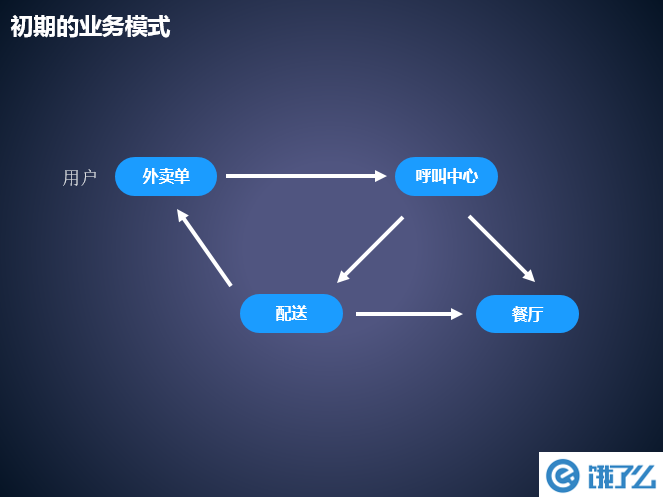 初期的业务模式
用户
外卖单
呼叫中心
配送
餐厅
饿了么